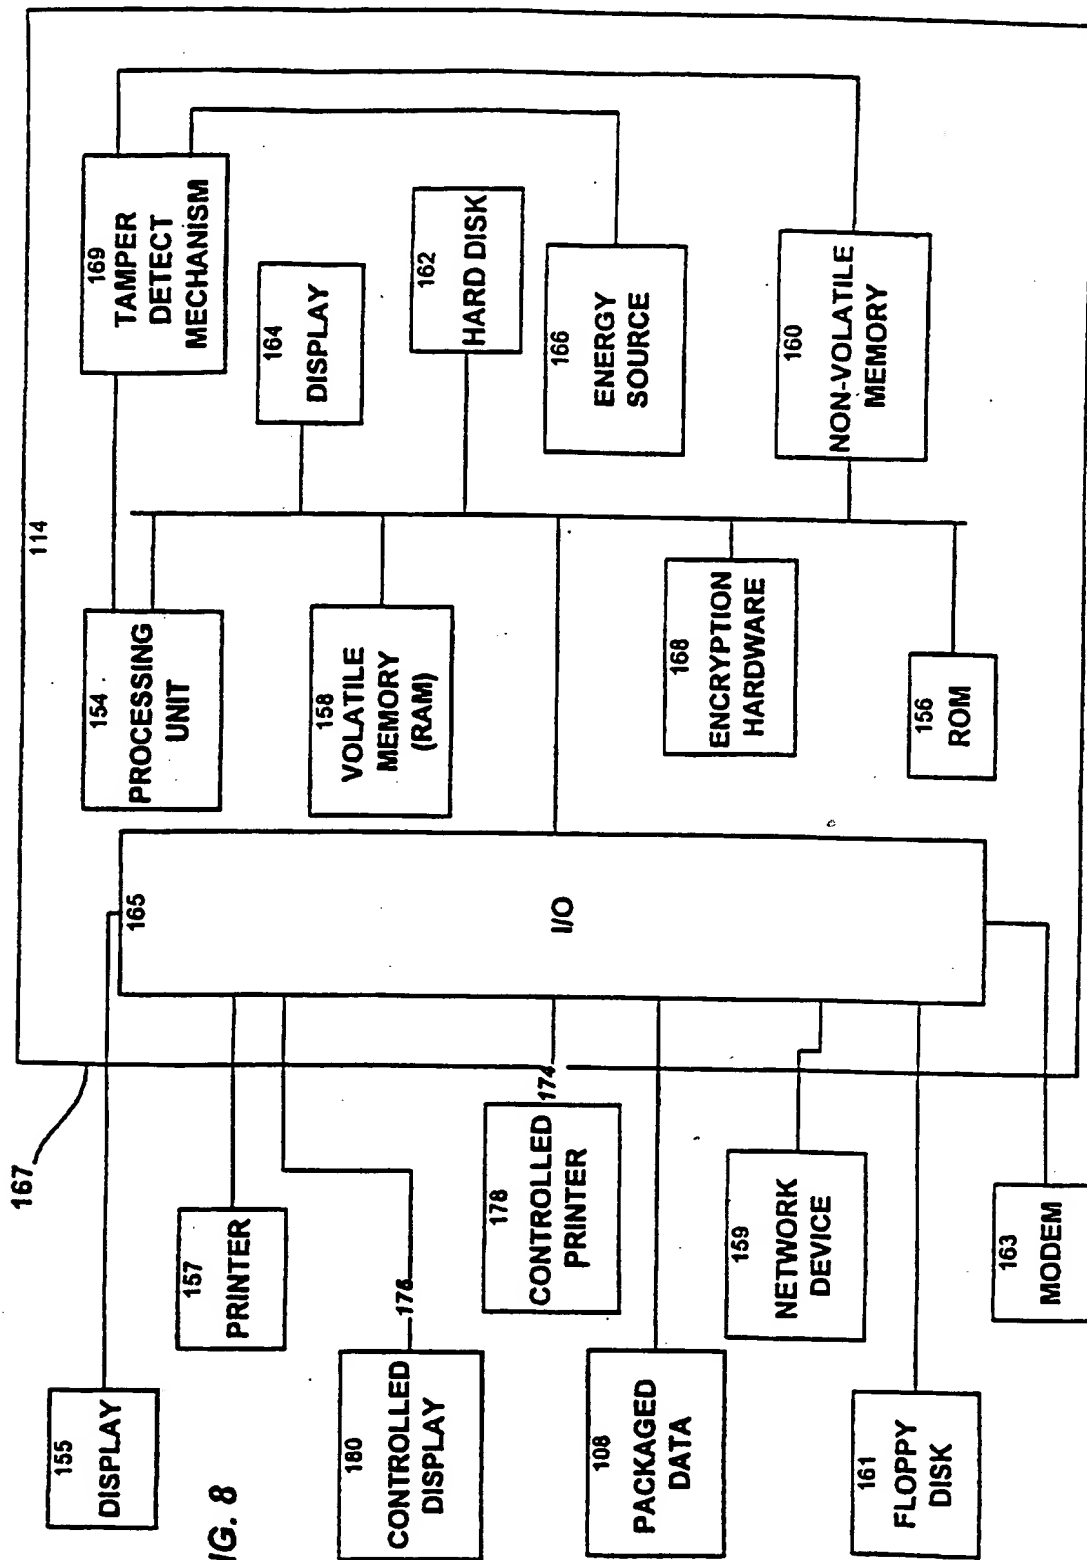 114
169
TAMPER
DETECT
MECHANISM
164
DISPLAY
162
HARD DISK
166
ENERGY
SOURCE
160
NON-VOLATILE
MEMORY
154
PROCESSING
UNIT
158
VOLATILE
MEMORY
(RAM)
168
ENCRYPTION
HARDWARE
156
ROM
165
I/O
167
174
176
155
DISPLAY
157
PRINTER
180
CONTROLLED
DISPLAY
178
CONTROLLED
PRINTER
108
PACKAGED
DATA
159
NETWORK
DEVICE
161
FLOPPY
DISK
163
MODEM
IG. 8